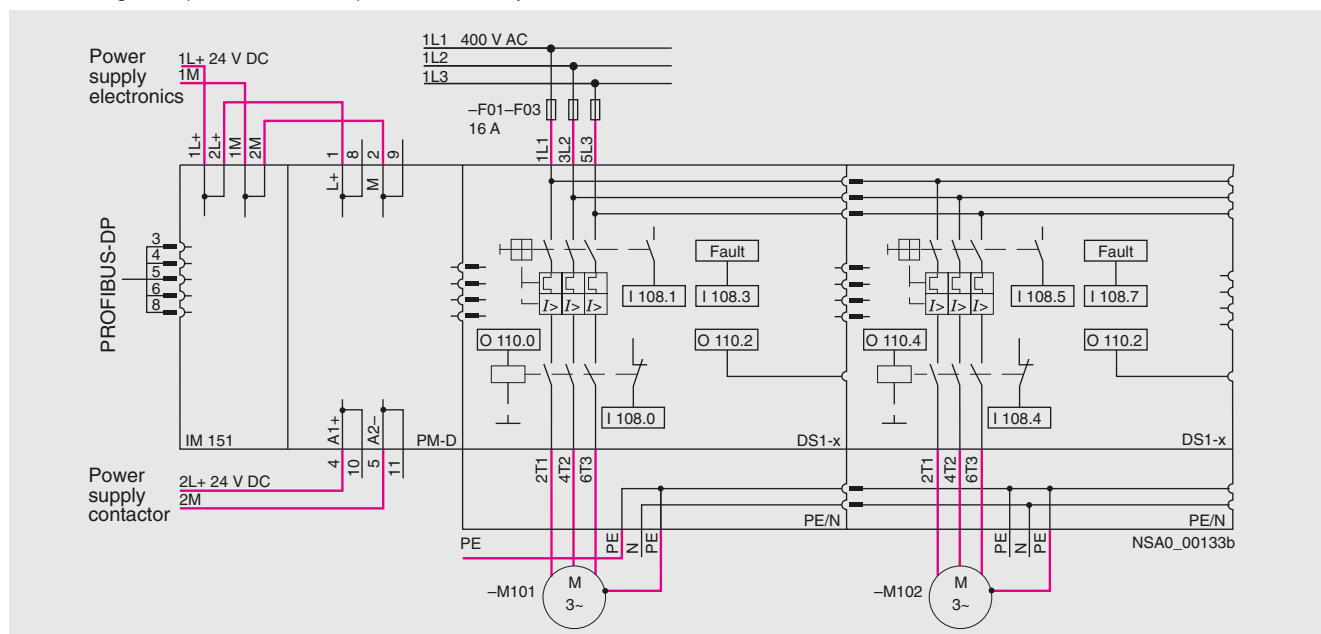 Power
supply
electronics
1L+ 24 V DC
1M
1L1 400 V AC
1L2
1L3
–F01–F03
16 A
1L+
2L+
1M
2M
1
8
2
9
1L1
3L2
5L3
L+
M
PROFIBUS-DP
3
4
5
6
8
Fault
I 108.1
I 108.3
I> I> I>
O 110.0
O 110.2
I 108.0
Fault
I 108.5
I 108.7
I> I> I>
O 110.4
O 110.2
I 108.4
A1+
A2–
IM 151
PM-D
DS1-x
DS1-x
4
10
5
11
2T1
4T2
6T3
2T1
4T2
6T3
Power
supply
contactor
2L+ 24 V DC
2M
PE/N
PE/N
PE
PE
N
PE
PE
N
PE
NSA0_00133b
–M101
M
3~
–M102
M
3~